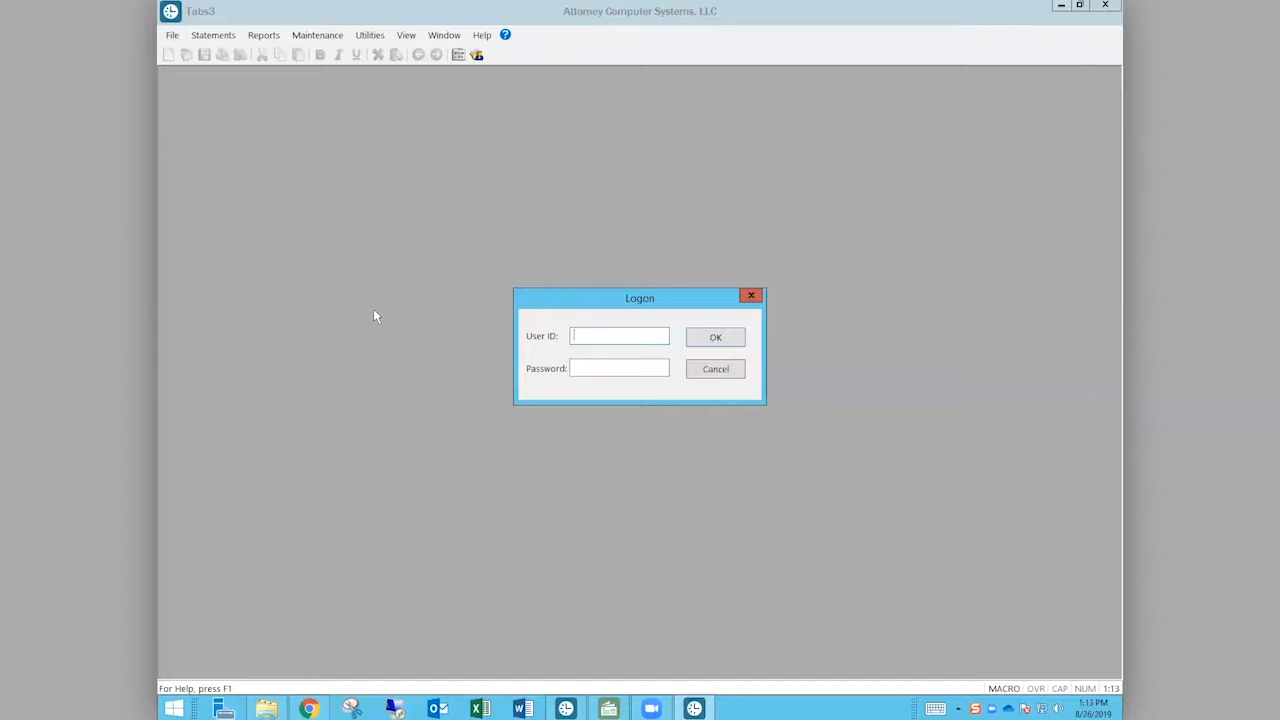 Tabs3
Attorney Computer Systems, LLC
File Statements Reports Maintenance Utilities View Window Help
Logon
User ID:
OK
Password:
Cancel
For Help, press F1
MACRO OVR CAP NUM 1:13
1:13 PM
8/26/2019